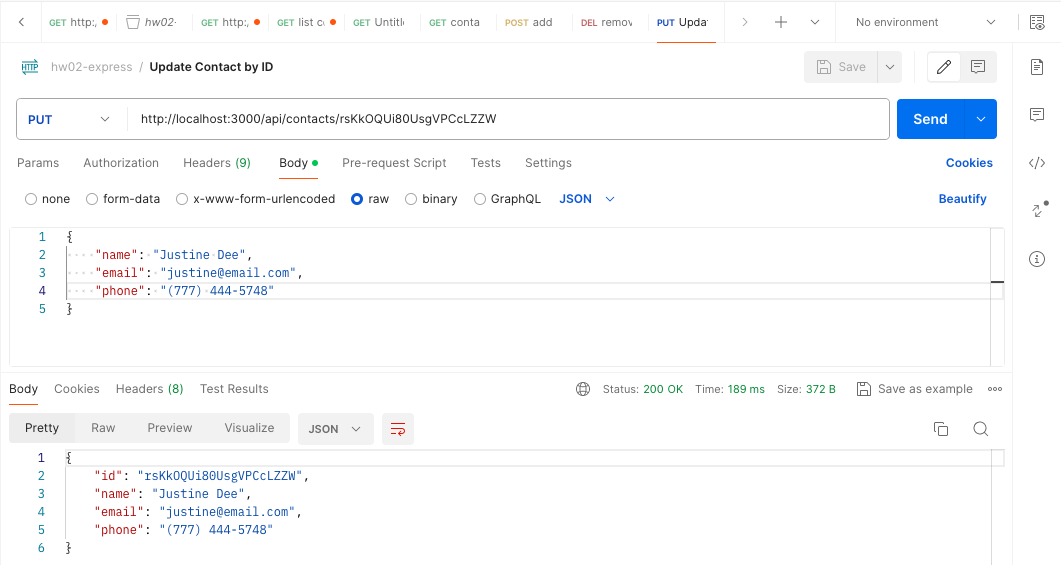 GET http:, hw02- GET http:, GET list c GET Untitl GET conta POST add DEL remov PUT Updat No environment
HTTP hw02-express / Update Contact by ID Save
PUT http://localhost:3000/api/contacts/rsKkOQUi80UsgVPCcLZZW Send
Params Authorization Headers (9) Body Pre-request Script Tests Settings Cookies
none form-data x-www-form-urlencoded raw binary GraphQL JSON Beautify
1 {
2 "name": "Justine Dee",
3 "email": "justine@email.com",
4 "phone": "(777) 444-5748"
5 }
Body Cookies Headers (8) Test Results Status: 200 OK Time: 189 ms Size: 372 B Save as example
Pretty Raw Preview Visualize JSON
1 {
2 "id": "rsKkOQUi80UsgVPCcLZZW",
3 "name": "Justine Dee",
4 "email": "justine@email.com",
5 "phone": "(777) 444-5748"
6 }